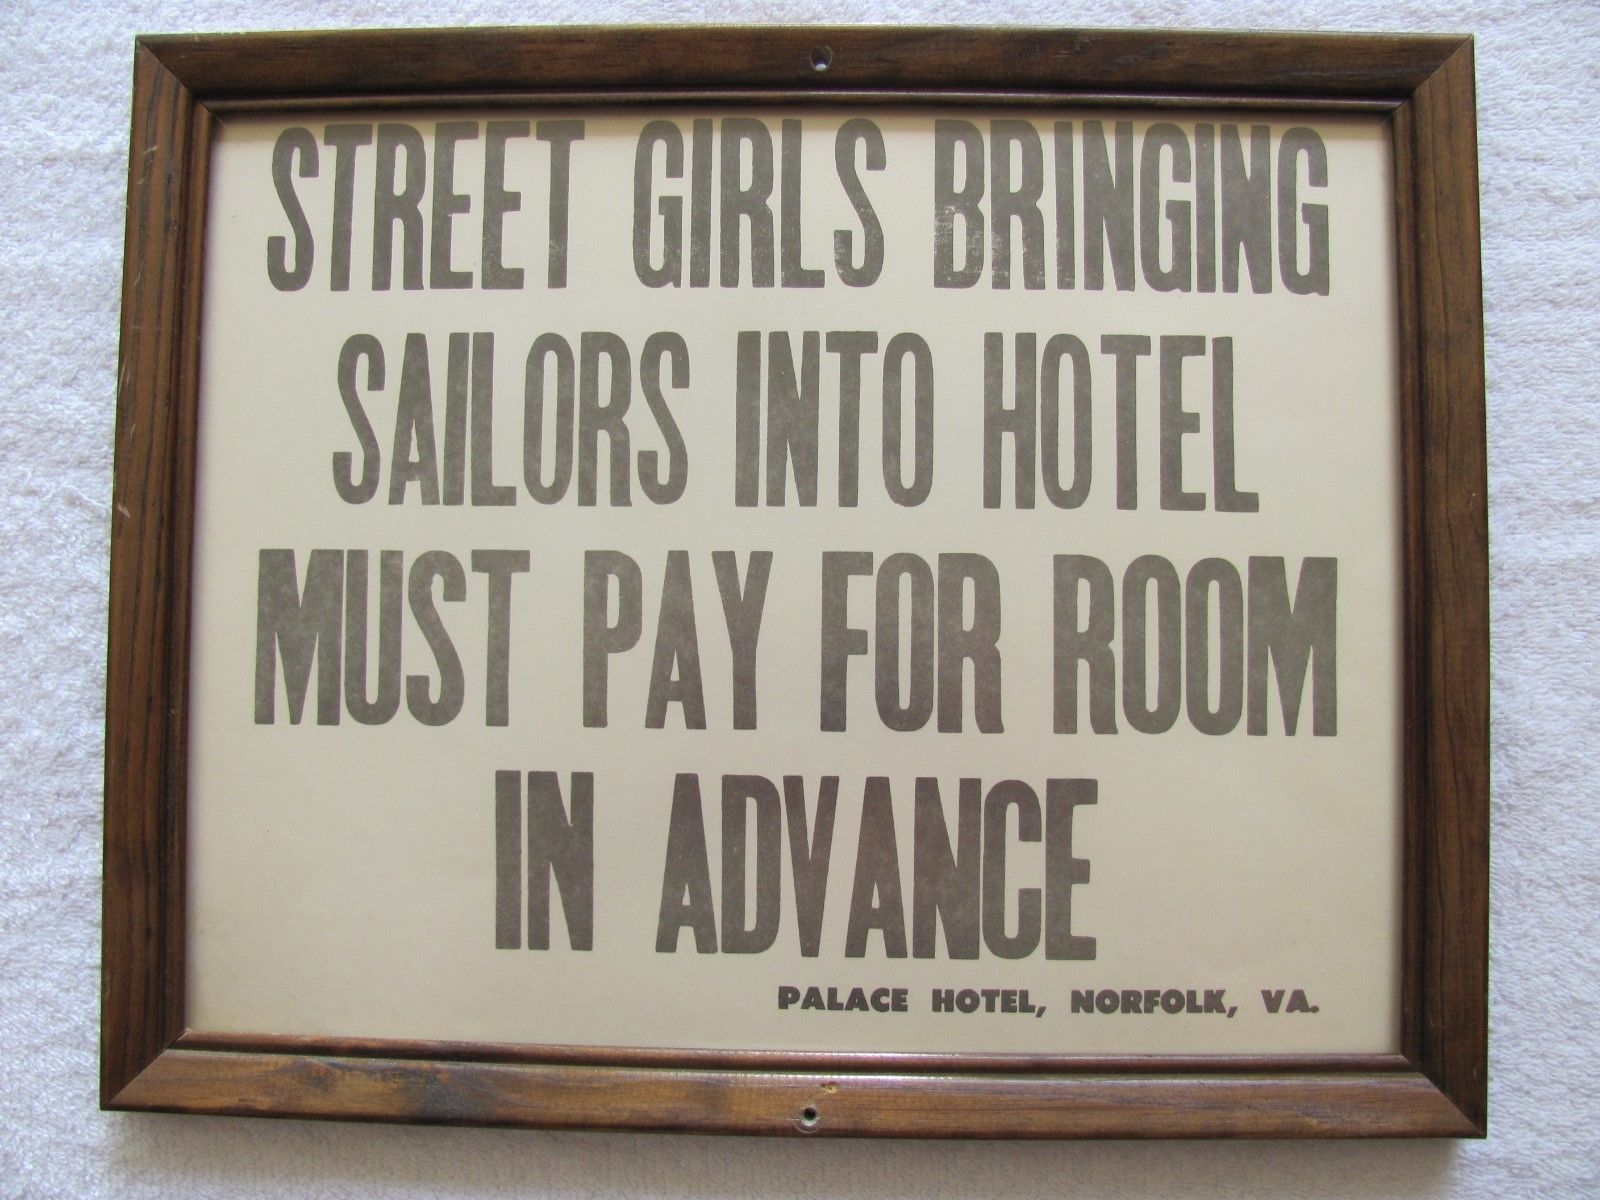 STREET GIRLS BRINGING
SAILORS INTO HOTEL
MUST PAY FOR ROOM
IN ADVANCE
PALACE HOTEL, NORFOLK, VA.